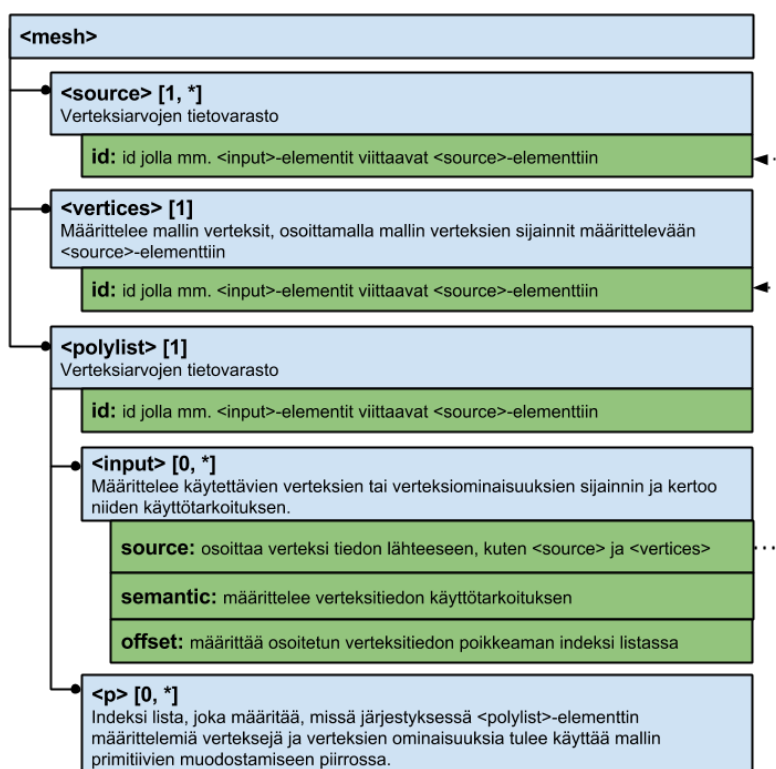 <mesh>
<source> [1, *]
Verteksiarvojen tietovarasto
id: id jolla mm. <input>-elementit viittaavat <source>-elementtiin
<vertices> [1]
Määrittelee mallin verteksit, osoittamalla mallin verteksien sijainnit määrittelevään
<source>-elementtiin
id: id jolla mm. <input>-elementit viittaavat <source>-elementtiin
<polylist> [1]
Verteksiarvojen tietovarasto
id: id jolla mm. <input>-elementit viittaavat <source>-elementtiin
<input> [0, *]
Määrittelee käytettävien verteksien tai verteksiominaisuuksien sijainnin ja kertoo
niiden käyttötarkoituksen.
source: osoittaa verteksi tiedon lähteeseen, kuten <source> ja <vertices>
semantic: määrittelee verteksitiedon käyttötarkoituksen
offset: määrittää osoitetun verteksitiedon poikkeaman indeksi listassa
<p> [0, *]
Indeksi lista, joka määritää, missä järjestyksessä <polylist>-elementtin
määrittelemiä verteksejä ja verteksien ominaisuuksia tulee käyttää mallin
primitiivien muodostamiseen piirrossa.